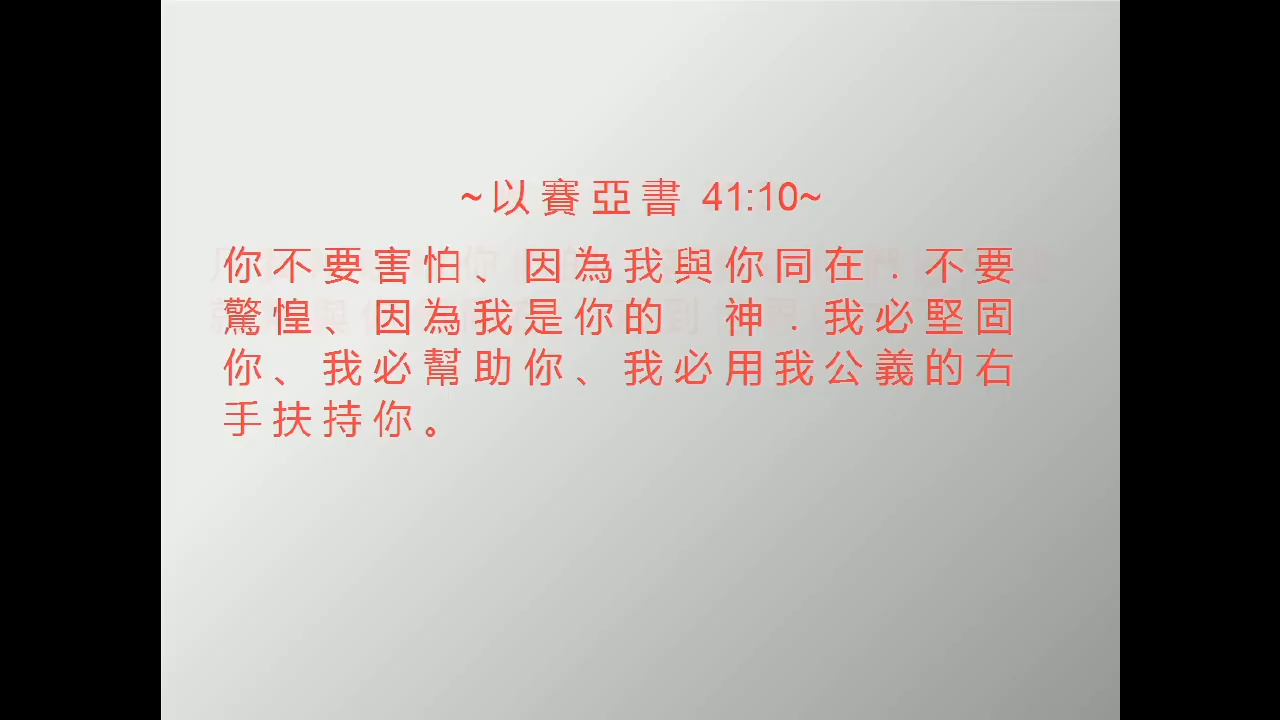 ~以賽亞書 41:10~
你不要害怕、因為我與你同在．不要
驚惶、因為我是你的　神．我必堅固
你、我必幫助你、我必用我公義的右
手扶持你。